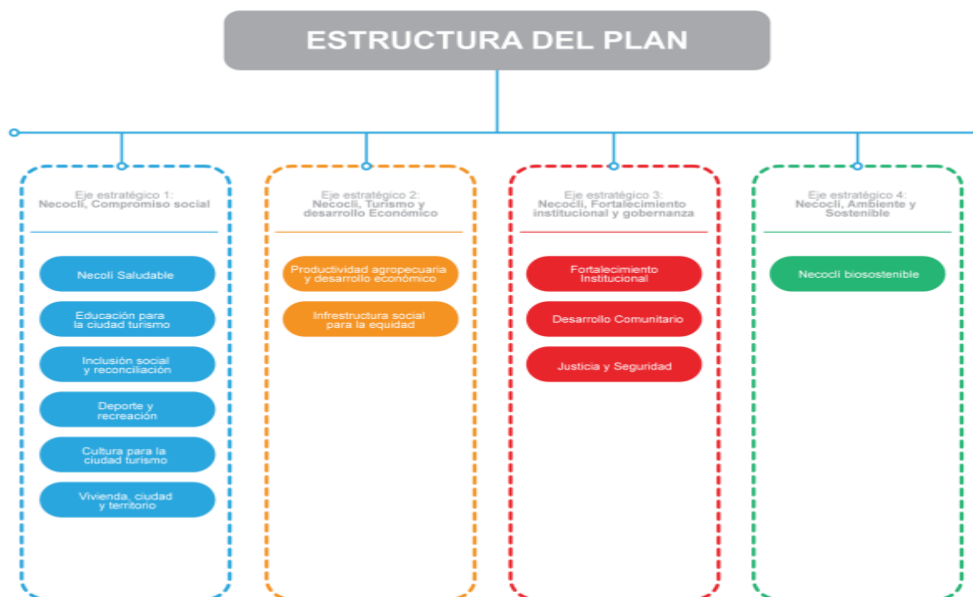 ESTRUCTURA DEL PLAN
Eje estratégico 1:
Necoclí, Compromiso social
Necolí Saludable
Educación para
la ciudad turismo
Inclusión social
y reconciliación
Deporte y
recreación
Cultura para la
ciudad turismo
Vivienda, ciudad
y territorio
Eje estratégico 2:
Necoclí, Turismo y
desarrollo Económico
Productividad agropecuaria
y desarrollo económico
Infrestructura social
para la equidad
Eje estratégico 3:
Necoclí, Fortalecimiento
institucional y gobernanza
Fortalecimiento
Institucional
Desarrollo Comunitario
Justicia y Seguridad
Eje estratégico 4:
Necoclí, Ambiente y
Sostenible
Necoclí biosostenible